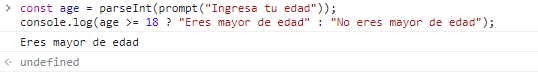 const age = parseInt(prompt("Ingresa tu edad"));
console.log(age >= 18 ? "Eres mayor de edad" : "No eres mayor de edad");
Eres mayor de edad
undefined